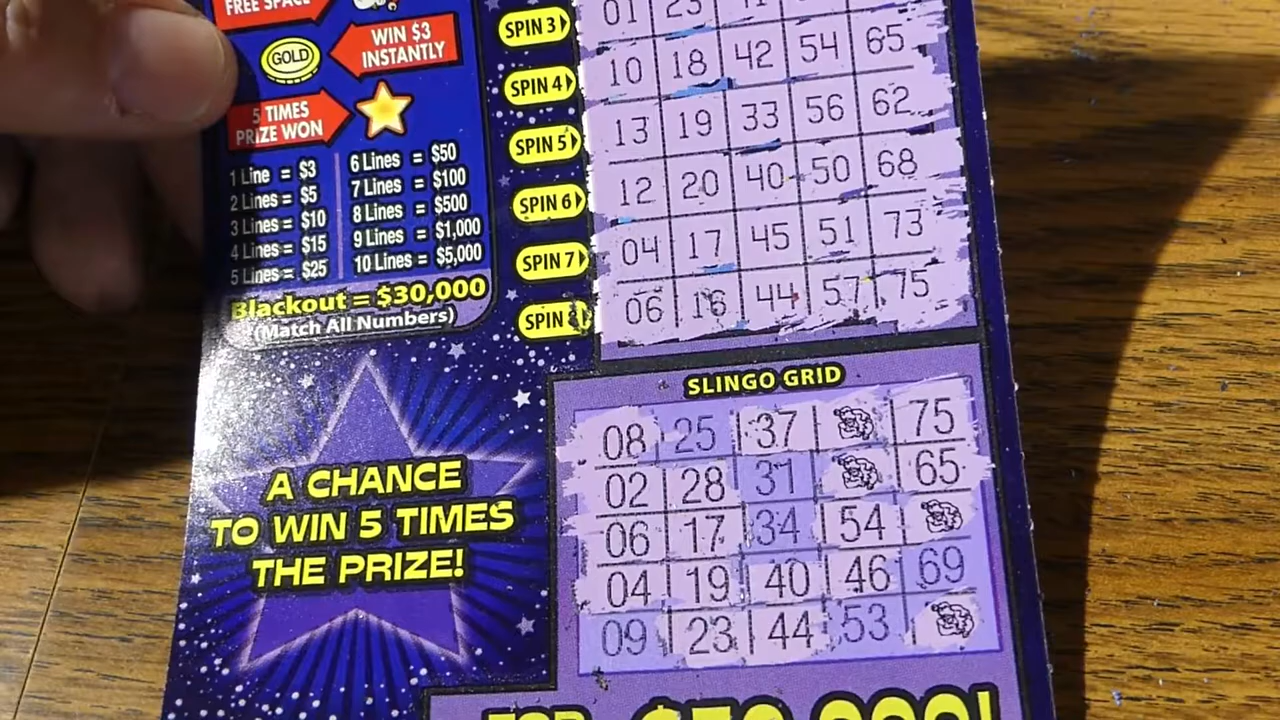 FREE SPACE
GOLD
WIN $3
INSTANTLY
5 TIMES
PRIZE WON
1 Line = $3
2 Lines = $5
3 Lines = $10
4 Lines = $15
5 Lines = $25
6 Lines = $50
7 Lines = $100
8 Lines = $500
9 Lines = $1,000
10 Lines = $5,000
Blackout = $30,000
(Match All Numbers)
SPIN 3
SPIN 4
SPIN 5
SPIN 6
SPIN 7
SPIN
01 23
10 18 42 54 65
13 19 33 56 62
12 20 40 50 68
04 17 45 51 73
06 16 44 57 75
SLINGO GRID
08 25 37 75
02 28 31 65
06 17 34 54
04 19 40 46 69
09 23 44 53
A CHANCE
TO WIN 5 TIMES
THE PRIZE!